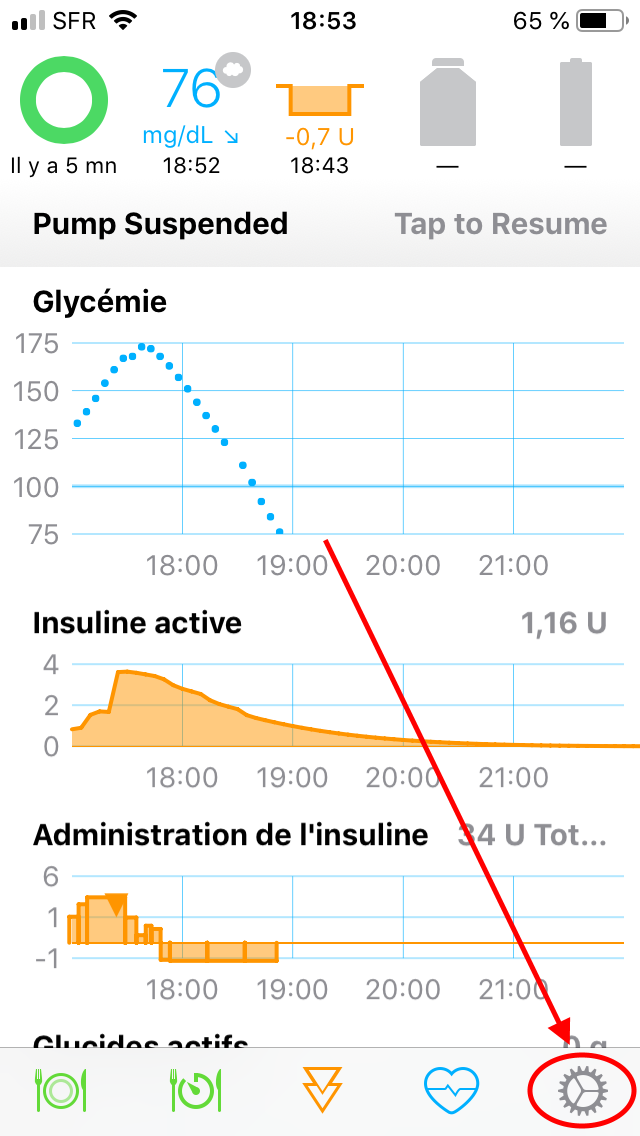 SFR 18:53 65 %
76
mg/dL ↘ -0,7 U
Il y a 5 mn 18:52 18:43 — —
Pump Suspended Tap to Resume
Glycémie
175
150
125
100
75
18:00 19:00 20:00 21:00
Insuline active 1,16 U
4
2
0
18:00 19:00 20:00 21:00
Administration de l'insuline 34 U Tot...
6
1
-1
18:00 19:00 20:00 21:00
Glucides actifs 0 g